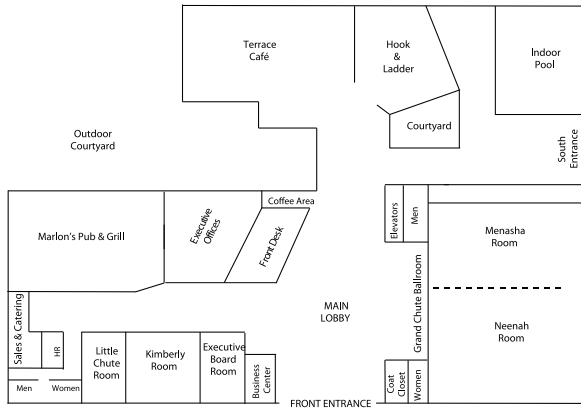 Terrace
Café
Hook
&
Ladder
Indoor
Pool
Courtyard
Outdoor
Courtyard
South
Entrance
Coffee Area
Marlon's Pub & Grill
Executive
Offices
Front Desk
Elevators
Men
Menasha
Room
Grand Chute Ballroom
MAIN
LOBBY
Neenah
Room
Sales & Catering
HR
Little
Chute
Room
Kimberly
Room
Executive
Board
Room
Business
Center
Coat
Closet
Women
Men
Women
FRONT ENTRANCE